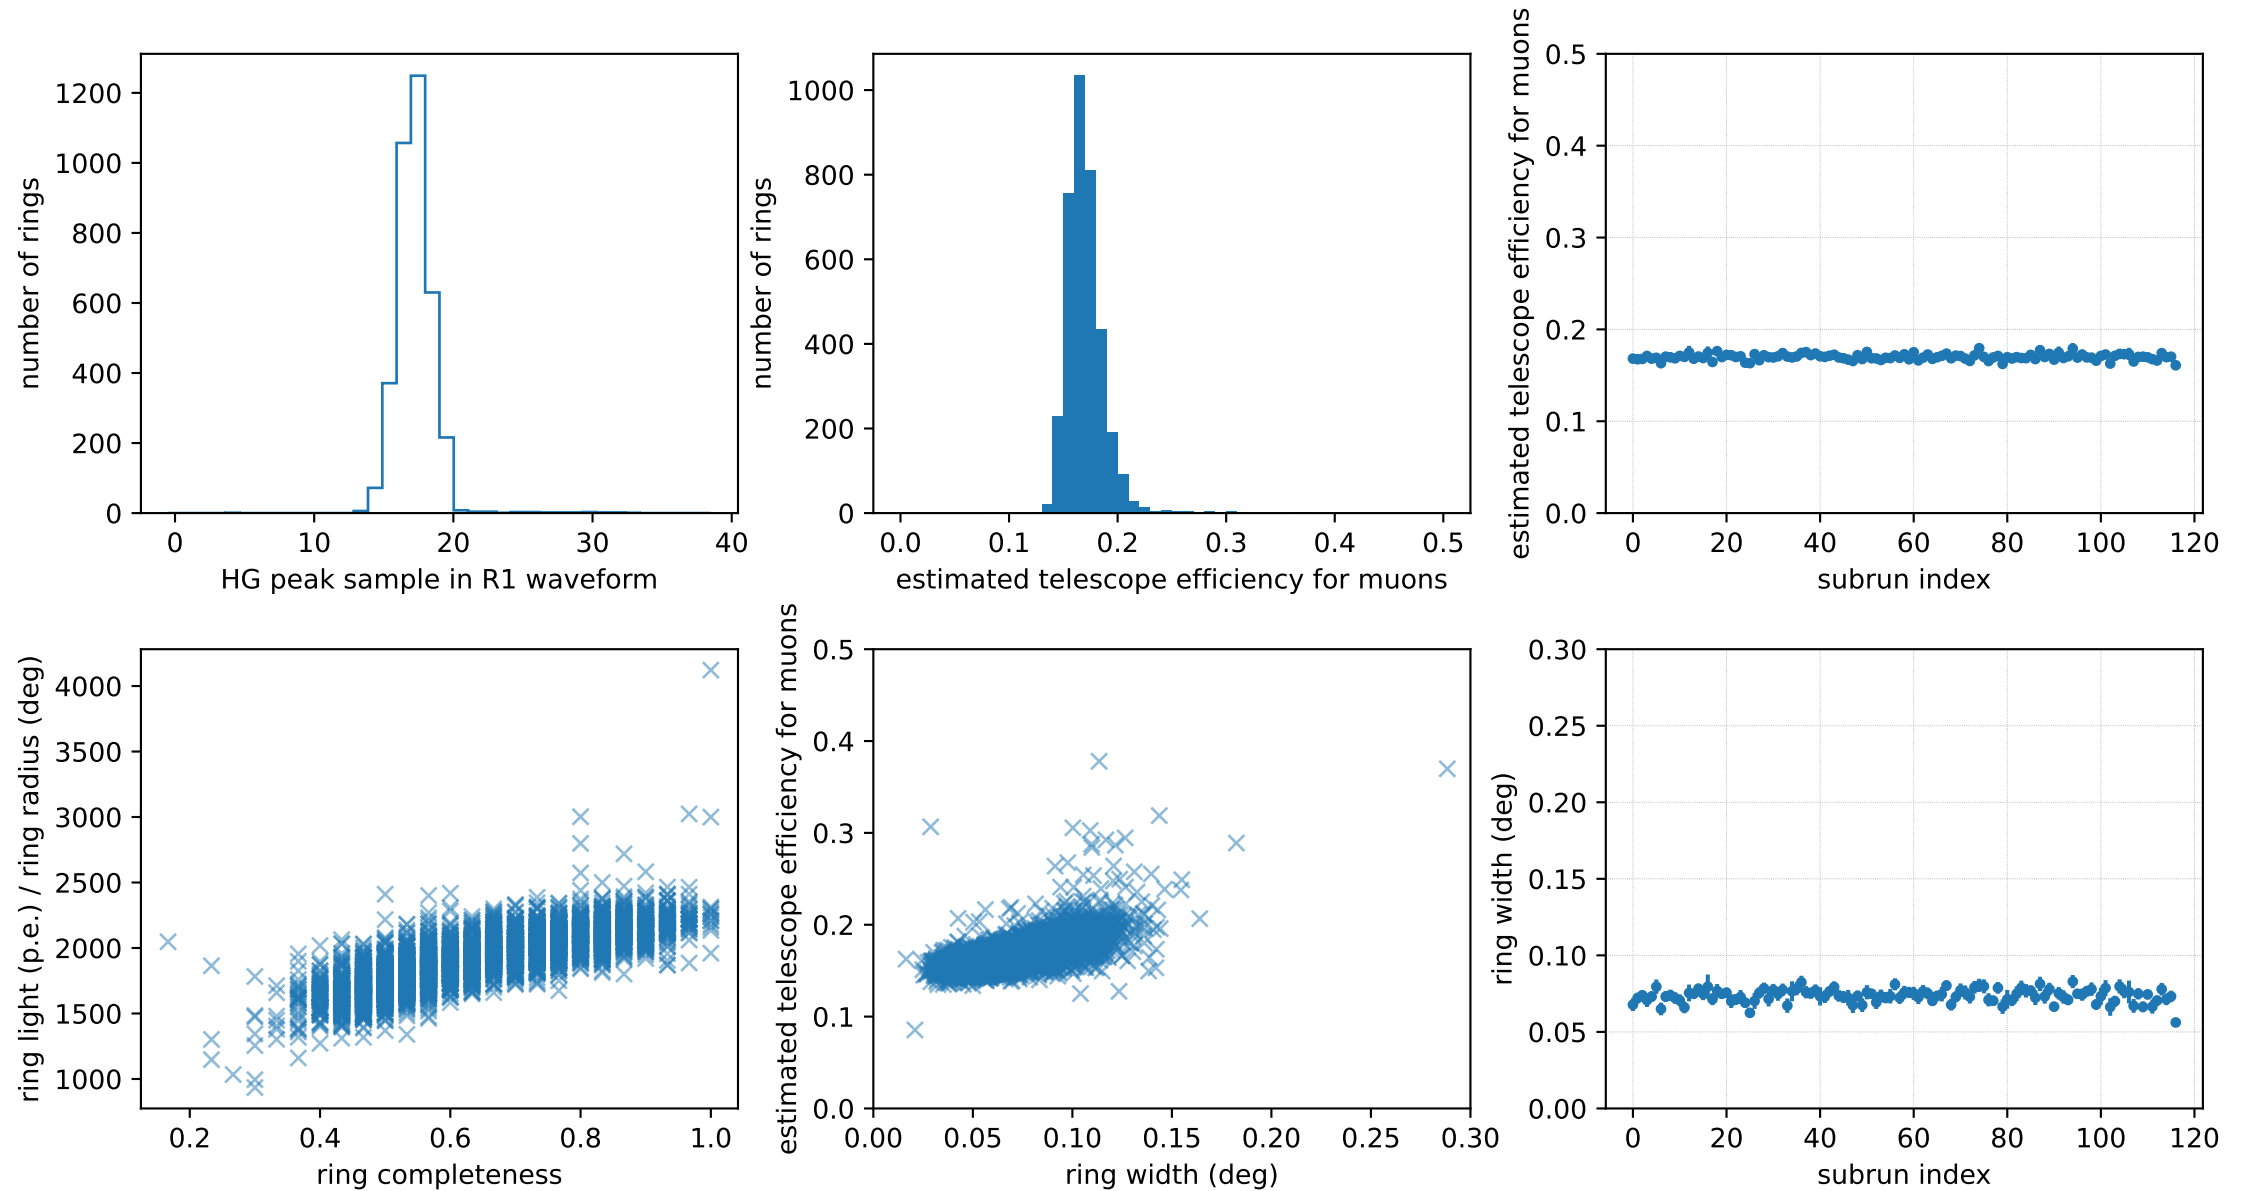 1200
1000
800
600
400
200
0
number of rings
0 10 20 30 40
HG peak sample in R1 waveform
1000
800
600
400
200
0
number of rings
0.0 0.1 0.2 0.3 0.4 0.5
estimated telescope efficiency for muons
0.5
0.4
0.3
0.2
0.1
0.0
estimated telescope efficiency for muons
0 20 40 60 80 100 120
subrun index
4000
3500
3000
2500
2000
1500
1000
ring light (p.e.) / ring radius (deg)
0.2 0.4 0.6 0.8 1.0
ring completeness
0.5
0.4
0.3
0.2
0.1
0.0
estimated telescope efficiency for muons
0.00 0.05 0.10 0.15 0.20 0.25 0.30
ring width (deg)
0.30
0.25
0.20
0.15
0.10
0.05
0.00
ring width (deg)
0 20 40 60 80 100 120
subrun index